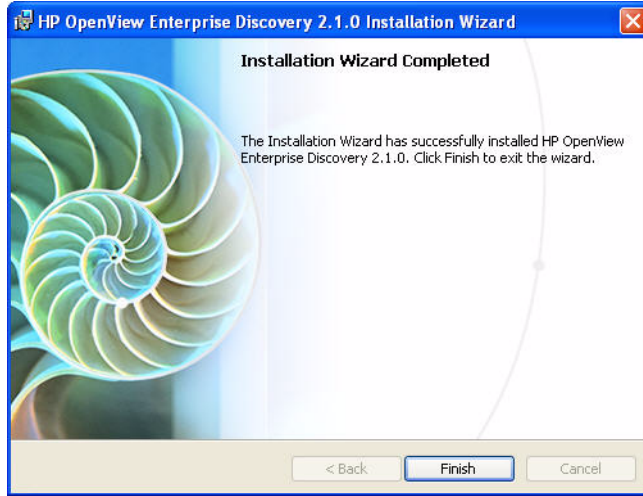 HP OpenView Enterprise Discovery 2.1.0 Installation Wizard
Installation Wizard Completed
The Installation Wizard has successfully installed HP OpenView
Enterprise Discovery 2.1.0. Click Finish to exit the wizard.
< Back Finish Cancel